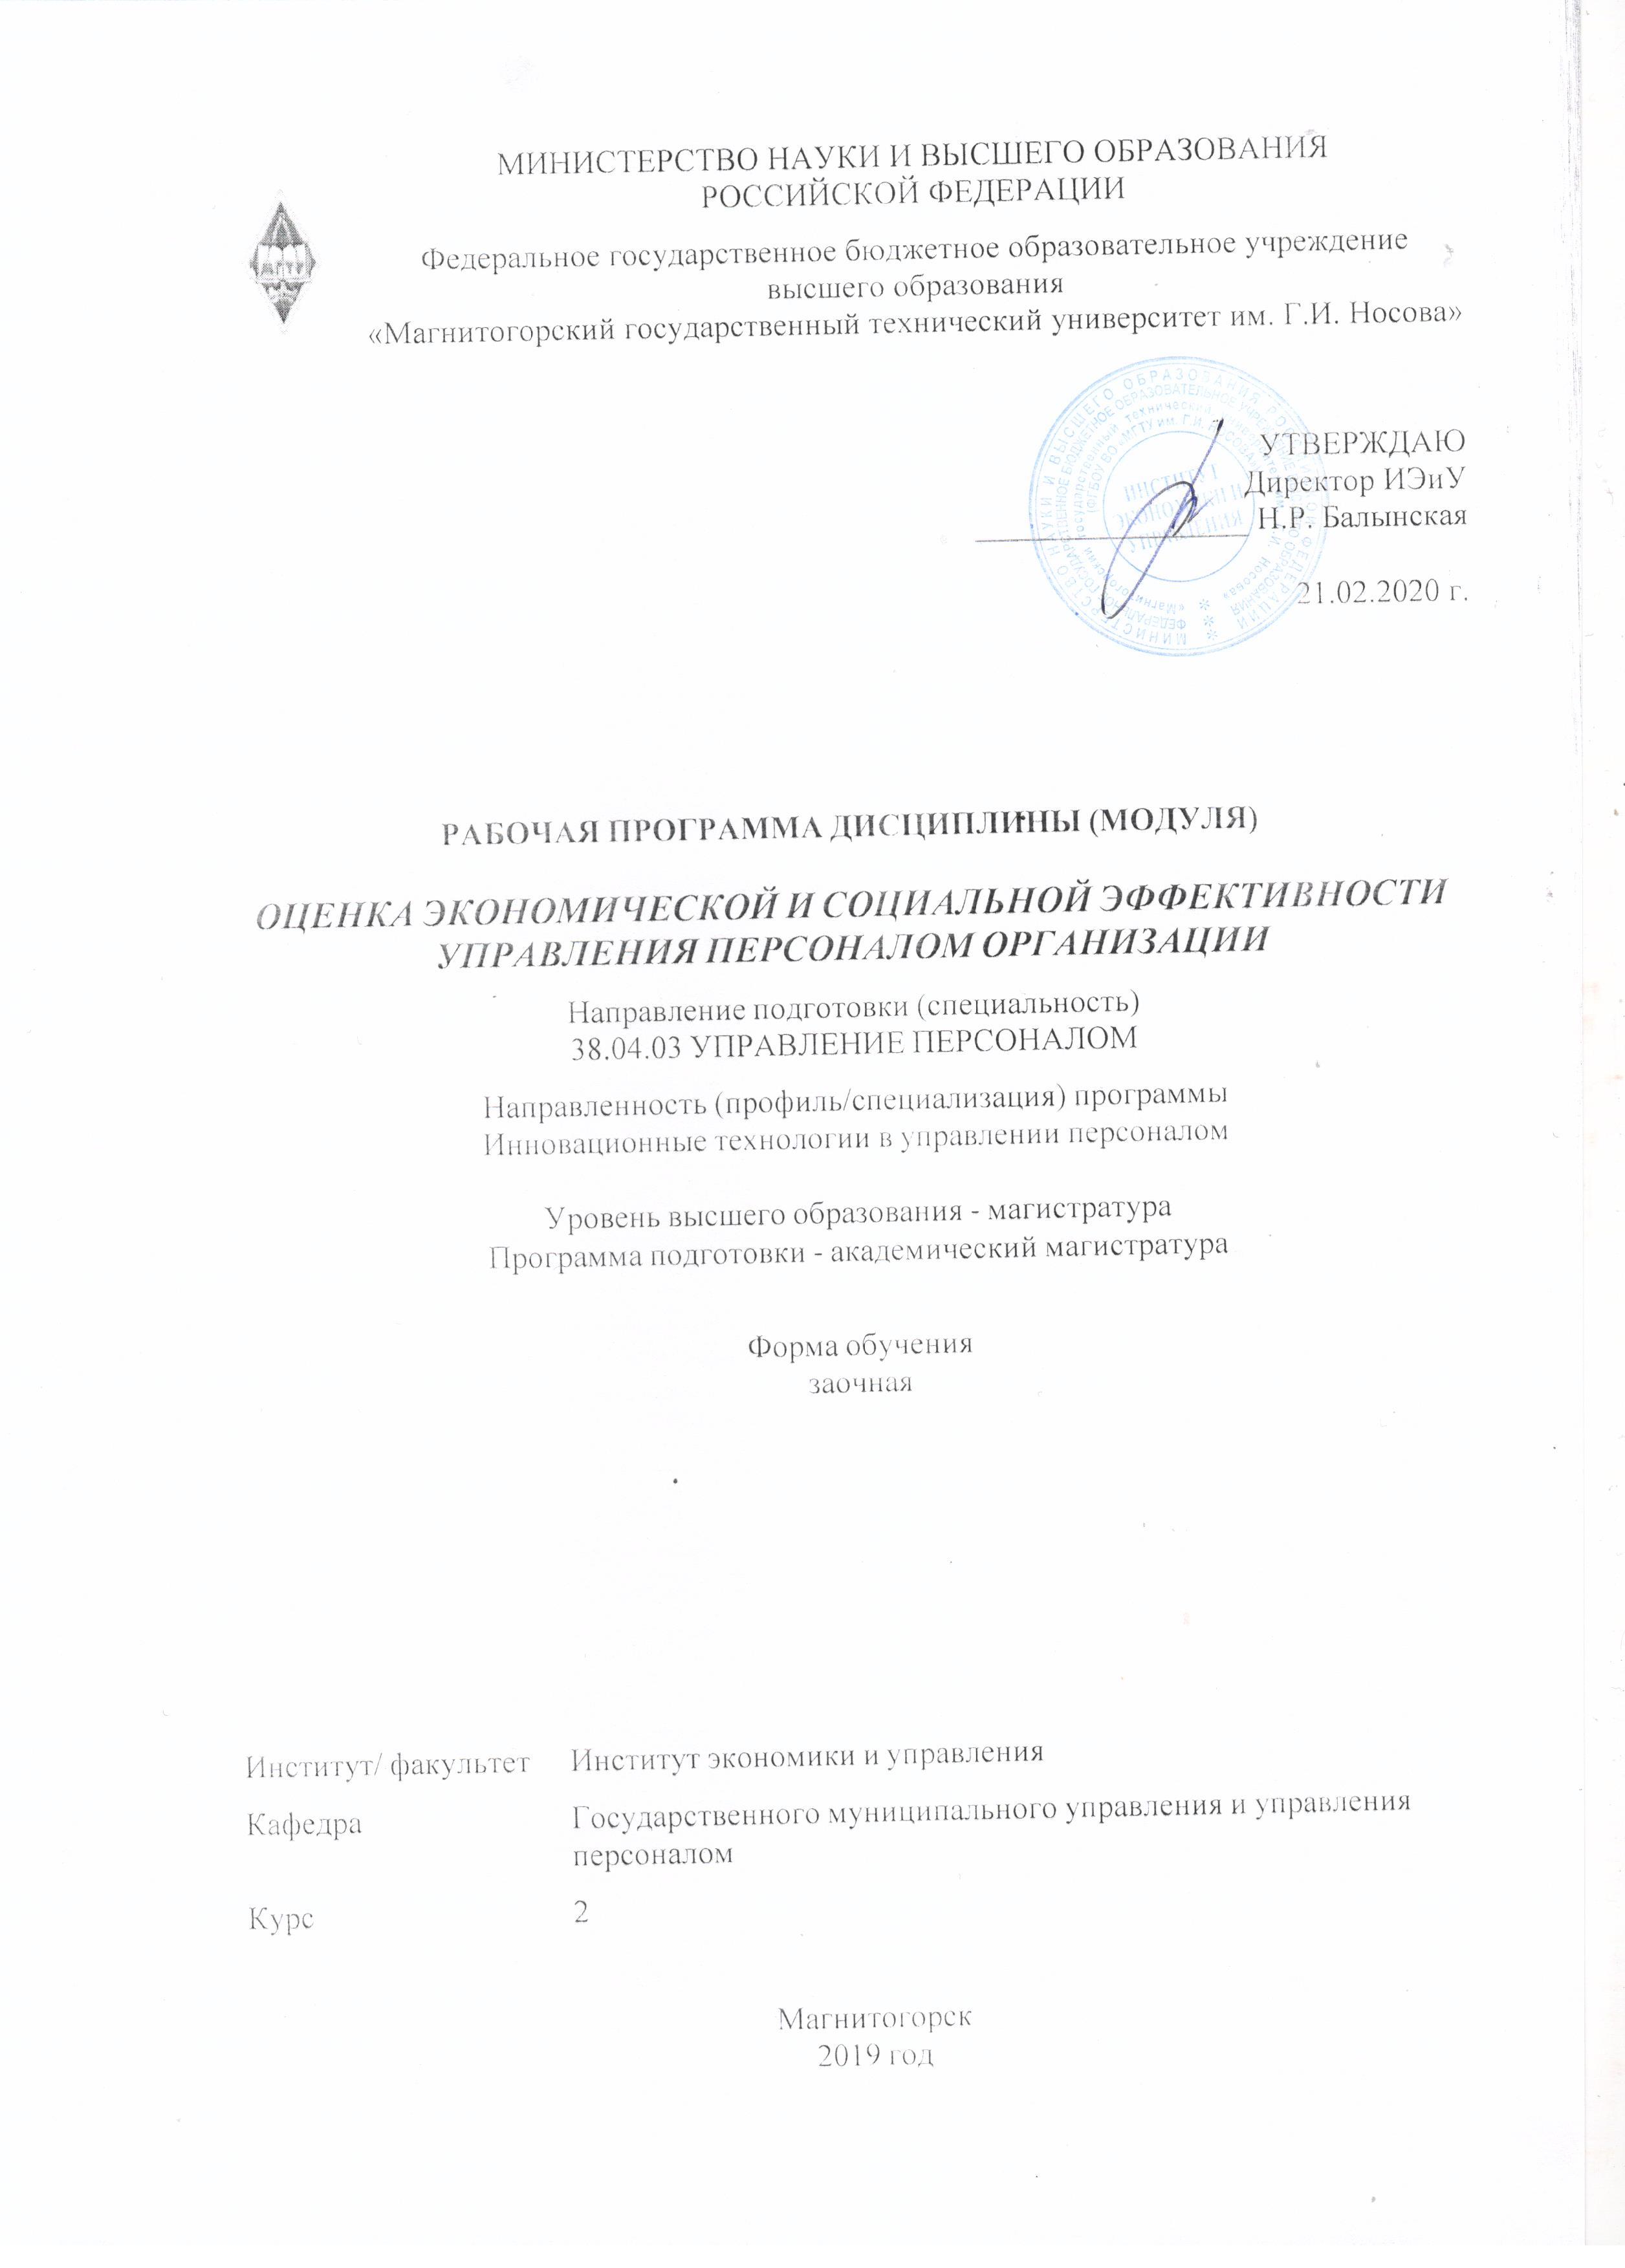 МИНИСТЕРСТВО НАУКИ И ВЫСШЕГО ОБРАЗОВАНИЯ
РОССИЙСКОЙ ФЕДЕРАЦИИ
МГТУ
Федеральное государственное бюджетное образовательное учреждение
высшего образования
«Магнитогорский государственный технический университет им. Г.И. Носова»
УТВЕРЖДАЮ
Директор ИЭиУ
Н.Р. Балынская
21.02.2020 г.
ИНСТИТУТ
ЭКОНОМИКИ И
УПРАВЛЕНИЯ
РАБОЧАЯ ПРОГРАММА ДИСЦИПЛИНЫ (МОДУЛЯ)
ОЦЕНКА ЭКОНОМИЧЕСКОЙ И СОЦИАЛЬНОЙ ЭФФЕКТИВНОСТИ
УПРАВЛЕНИЯ ПЕРСОНАЛОМ ОРГАНИЗАЦИИ
Направление подготовки (специальность)
38.04.03 УПРАВЛЕНИЕ ПЕРСОНАЛОМ
Направленность (профиль/специализация) программы
Инновационные технологии в управлении персоналом
Уровень высшего образования - магистратура
Программа подготовки - академический магистратура
Форма обучения
заочная
Институт/ факультет Институт экономики и управления
Кафедра Государственного муниципального управления и управления
персоналом
Курс 2
Магнитогорск
2019 год